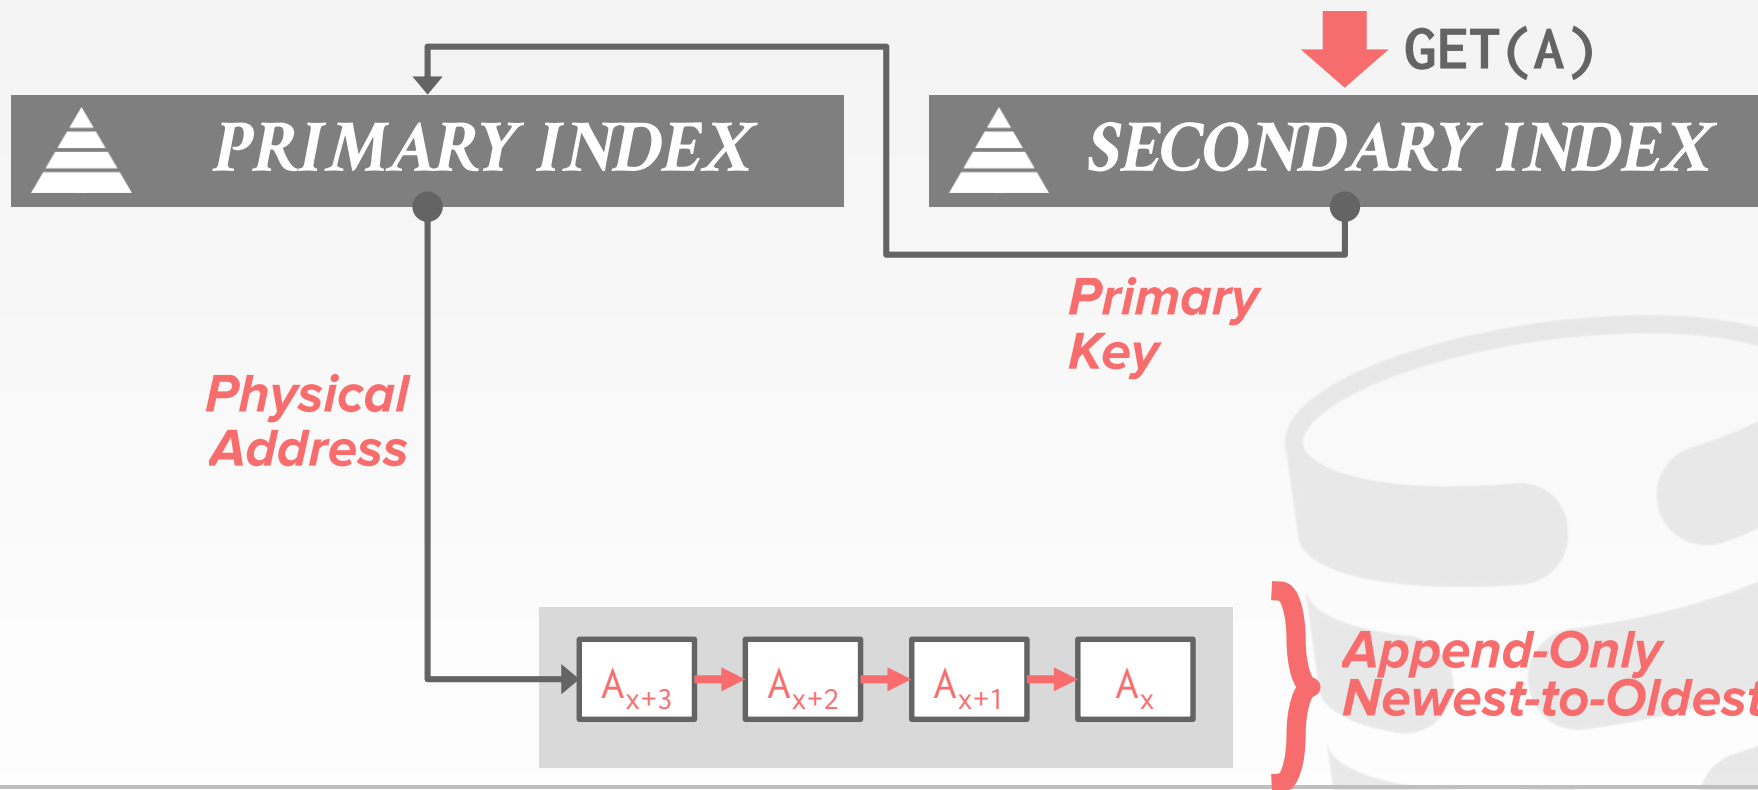 GET(A)
PRIMARY INDEX
SECONDARY INDEX
Primary
Key
Physical
Address
Aₓ₊₃
Aₓ₊₂
Aₓ₊₁
Aₓ
Append-Only
Newest-to-Oldest